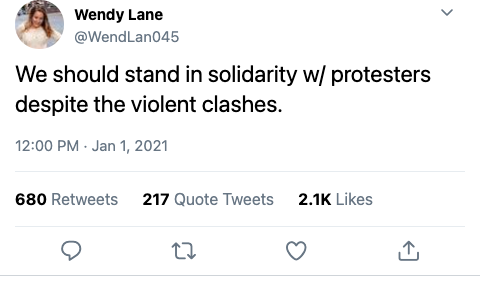 Wendy Lane
@WendLan045
We should stand in solidarity w/ protesters
despite the violent clashes.
12:00 PM · Jan 1, 2021
680 Retweets 217 Quote Tweets 2.1K Likes